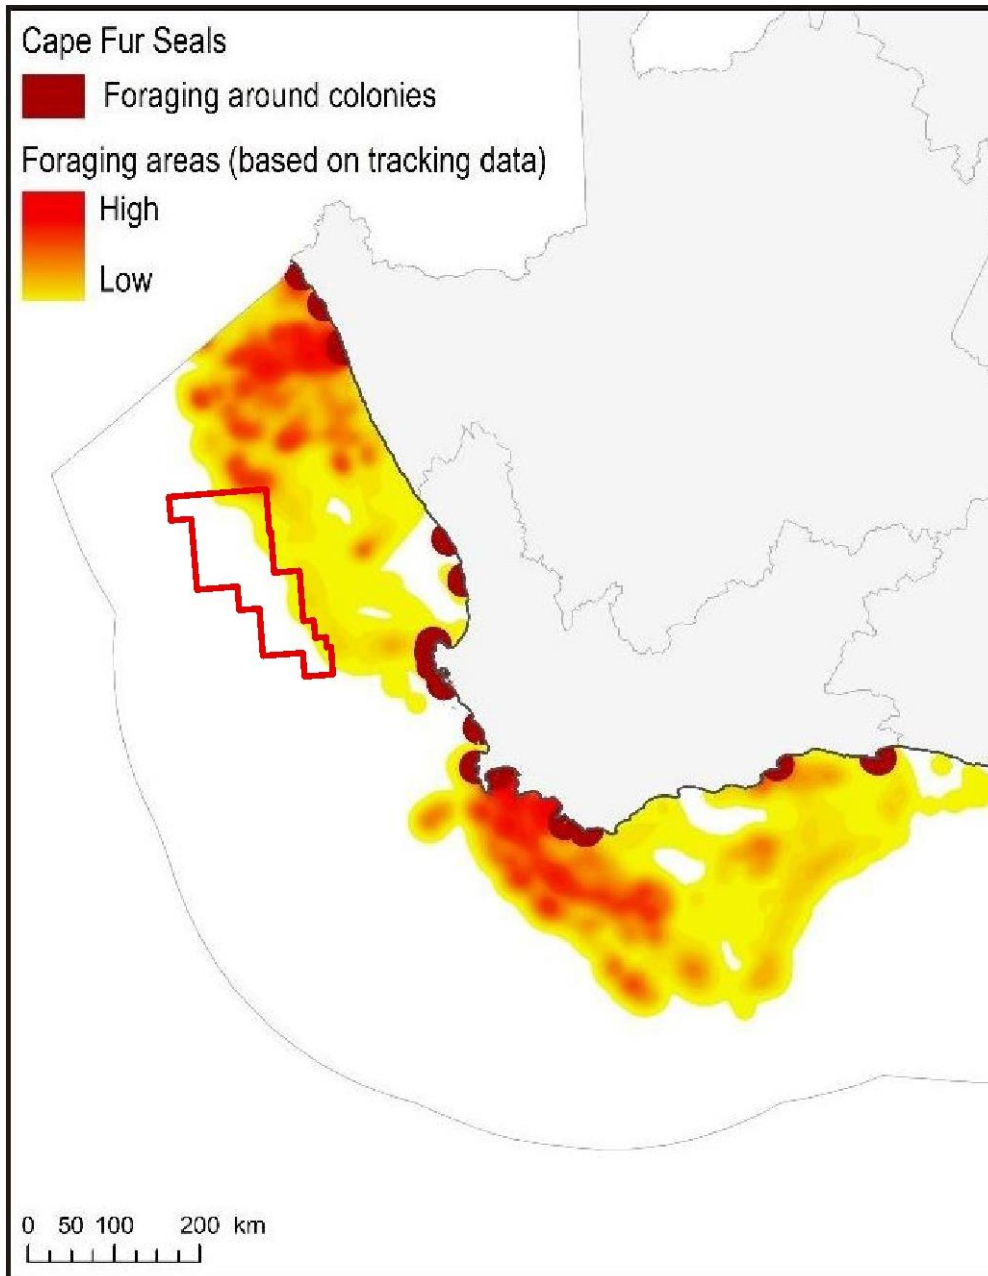 Cape Fur Seals
Foraging around colonies
Foraging areas (based on tracking data)
High
Low
0 50 100 200 km